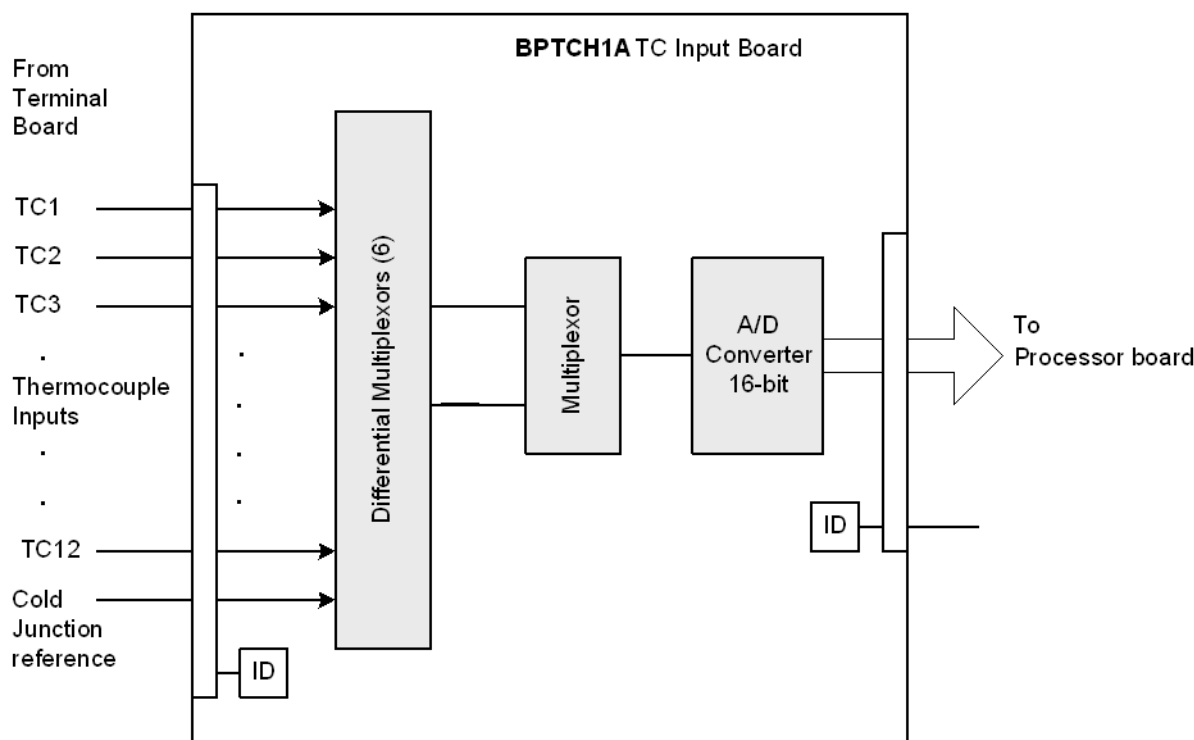 BPTCH1A TC Input Board
From
Terminal
Board
TC1
TC2
TC3
.
Thermocouple
Inputs
.
.
TC12
Cold
Junction
reference
ID
Differential Multiplexors (6)
Multiplexor
A/D
Converter
16-bit
ID
To
Processor board